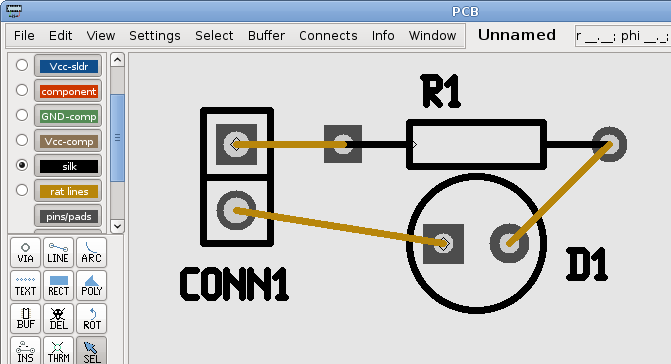 PCB
File Edit View Settings Select Buffer Connects Info Window Unnamed r __.__; phi __._;
Vcc-sldr
component
GND-comp
Vcc-comp
silk
rat lines
pins/pads
VIA LINE ARC
TEXT RECT POLY
BUF DEL ROT
INS THRM SEL
R1
CONN1
D1